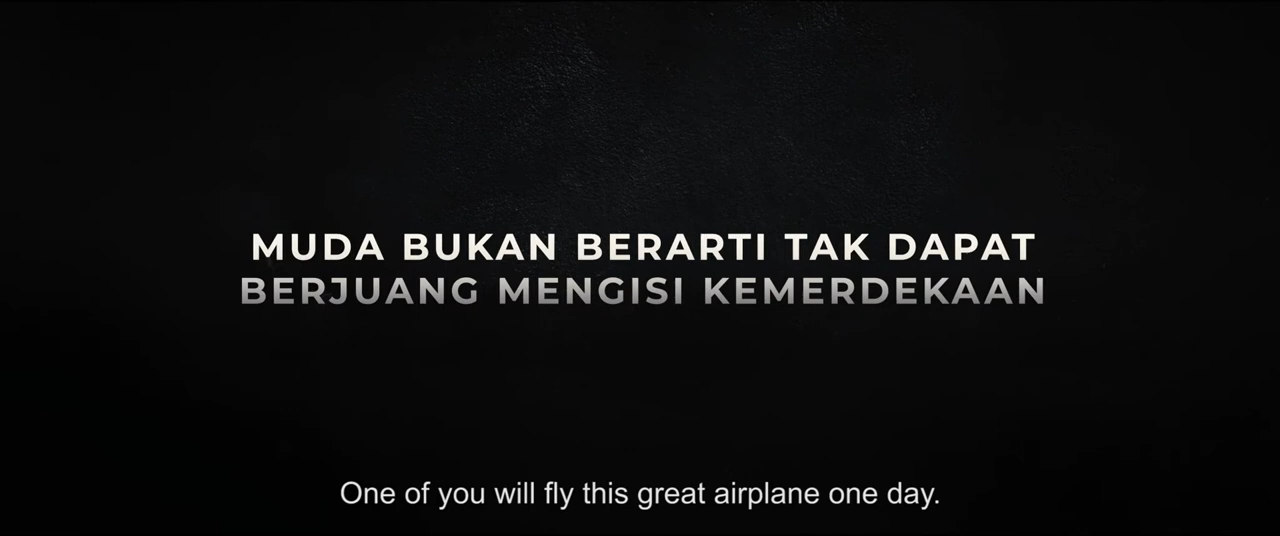 MUDA BUKAN BERARTI TAK DAPAT
BERJUANG MENGISI KEMERDEKAAN
One of you will fly this great airplane one day.